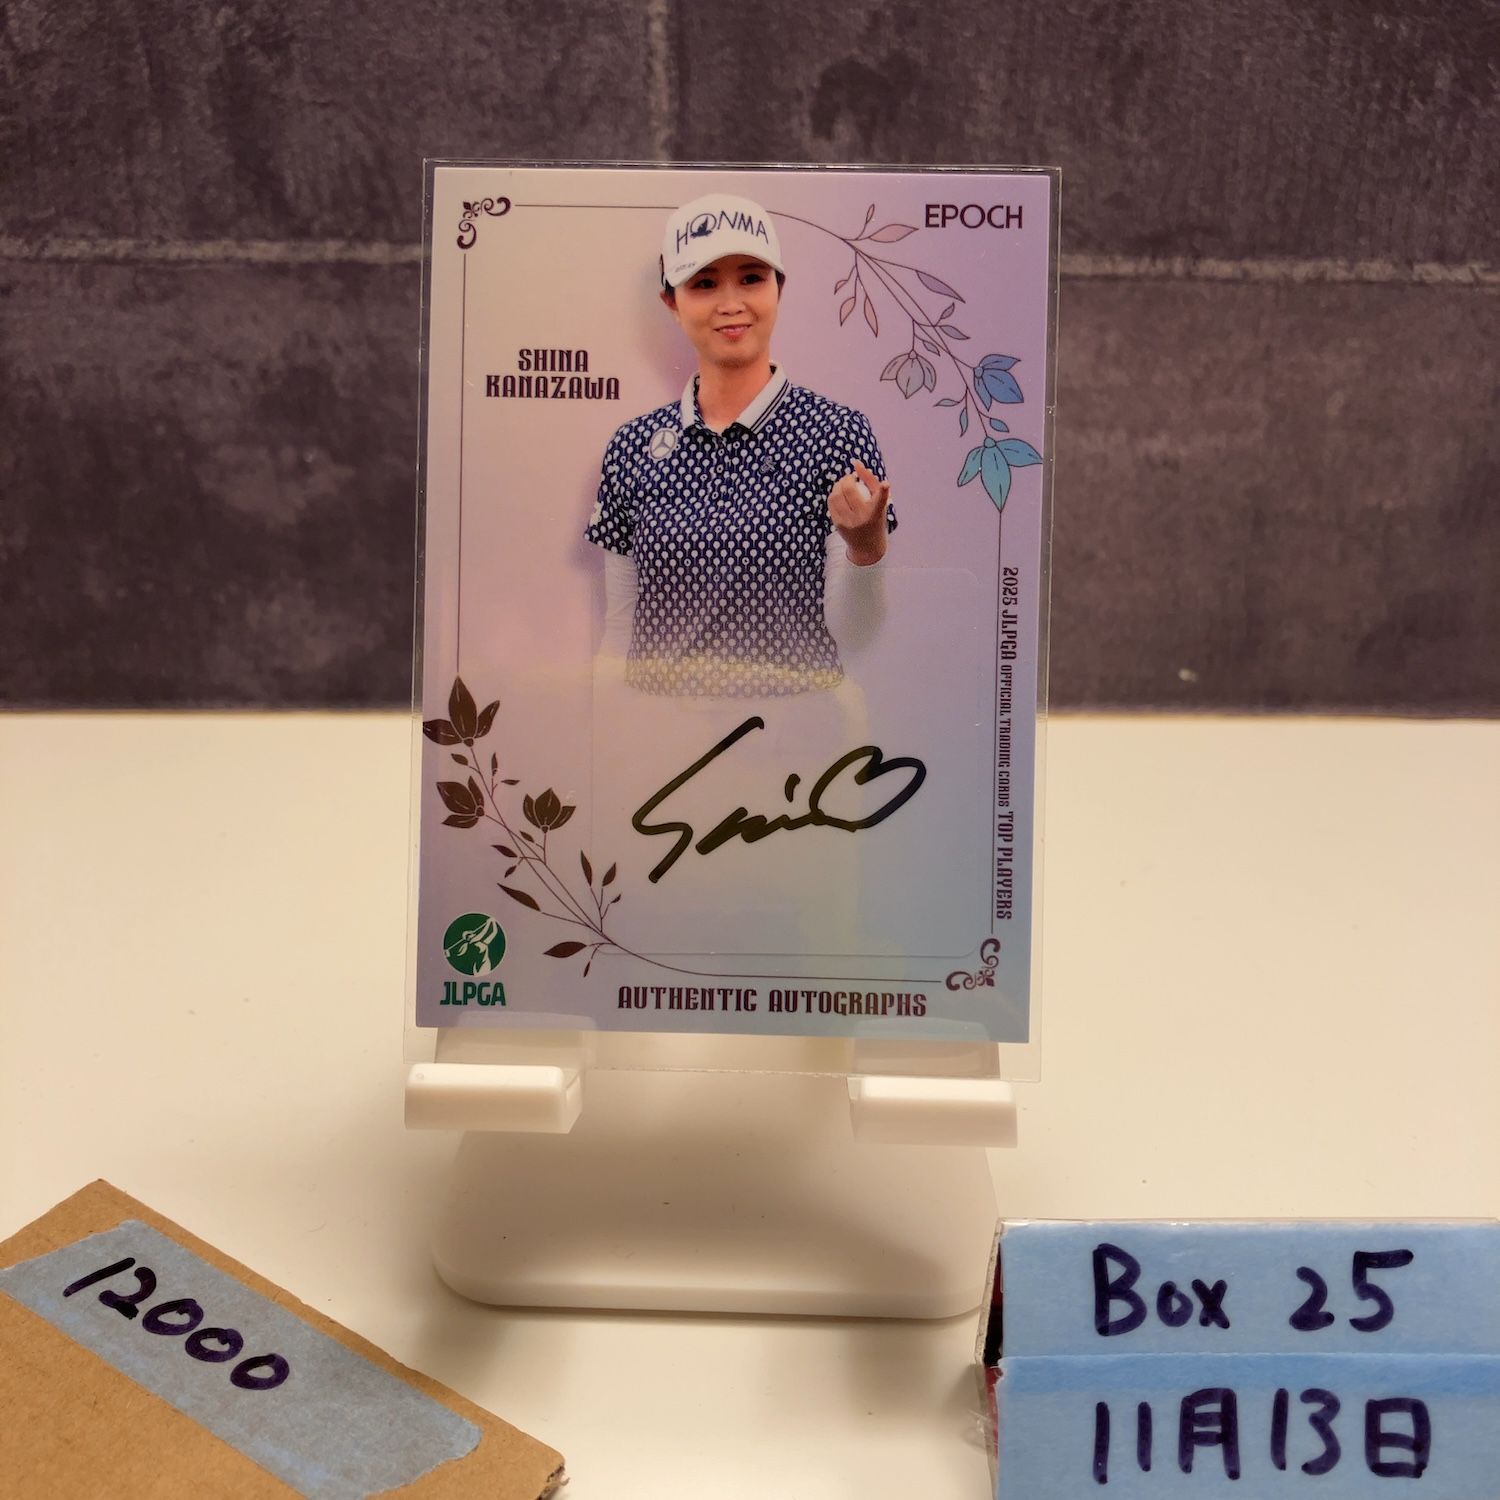 HONMA
EPOCH
SHINA
KANAZAWA
2025 JLPGA OFFICIAL TRADING CARDS TOP PLAYERS
JLPGA
AUTHENTIC AUTOGRAPHS
12000
Box 25
11月13日